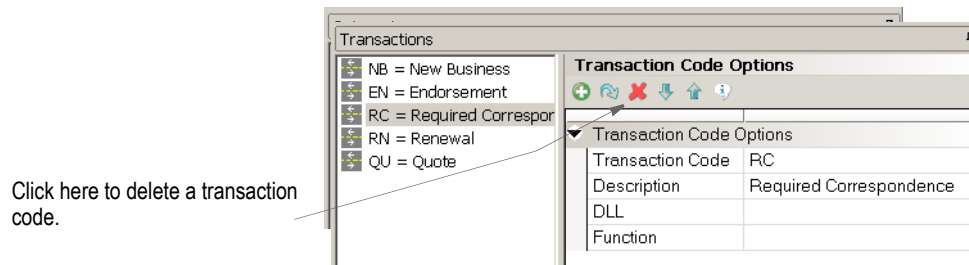 Transactions
NB = New Business
EN = Endorsement
RC = Required Correspor
RN = Renewal
QU = Quote
Transaction Code Options
Transaction Code Options
Transaction Code RC
Description Required Correspondence
DLL
Function
Click here to delete a transaction
code.